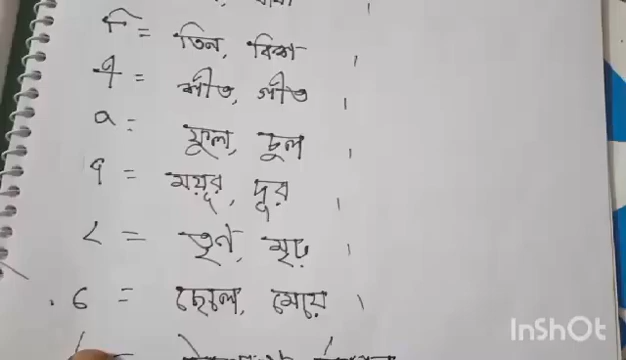 ি = তিন, বিশ ।
ী = শীত, গীত ।
ু = ফুল, চুল ।
ূ = ময়ূর, দূর ।
ৃ = তৃণ, মৃঢ় ।
ে = ছেলে, মেয়ে ।
InShOt